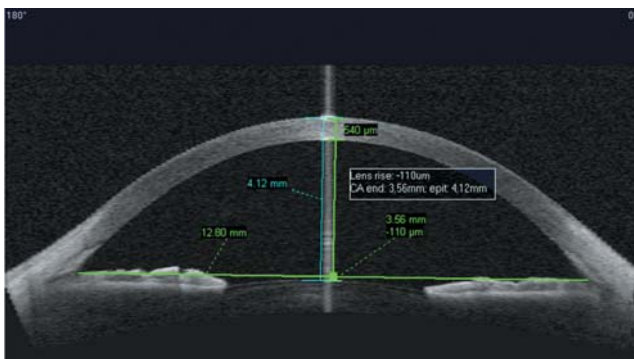 180°
0
540 µm
Lens rise: -110um
CA end: 3,56mm; epit: 4,12mm
4.12 mm
3.56 mm
-110 µm
12.80 mm